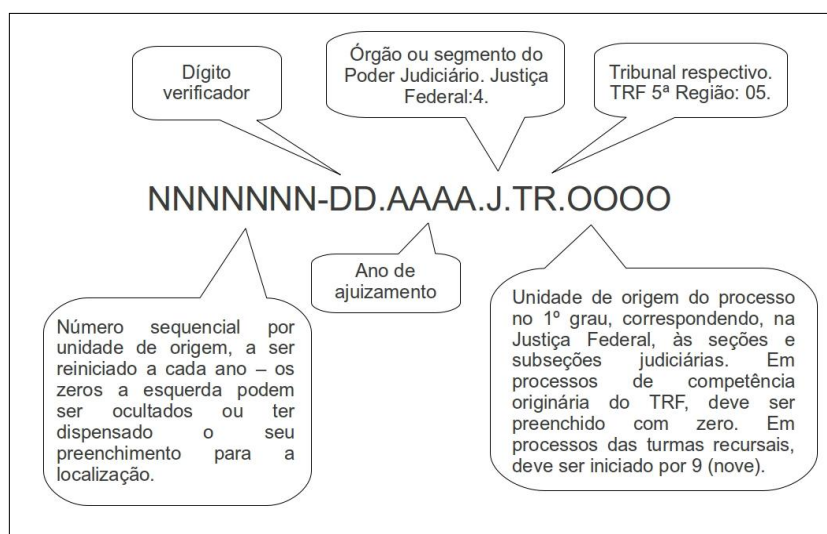 Dígito
verificador
Órgão ou segmento do
Poder Judiciário. Justiça
Federal:4.
Tribunal respectivo.
TRF 5ª Região: 05.
NNNNNNN-DD.AAAA.J.TR.OOOO
Ano de
ajuizamento
Número sequencial por
unidade de origem, a ser
reiniciado a cada ano – os
zeros a esquerda podem
ser ocultados ou ter
dispensado o seu
preenchimento para a
localização.
Unidade de origem do processo
no 1º grau, correspondendo, na
Justiça Federal, às seções e
subseções judiciárias. Em
processos de competência
originária do TRF, deve ser
preenchido com zero. Em
processos das turmas recursais,
deve ser iniciado por 9 (nove).